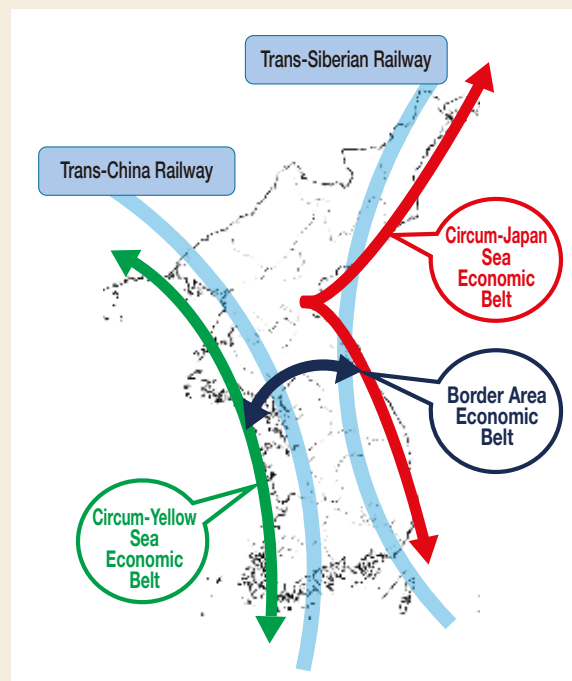 Trans-Siberian Railway
Trans-China Railway
Circum-Japan
Sea
Economic
Belt
Border Area
Economic
Belt
Circum-Yellow
Sea
Economic
Belt